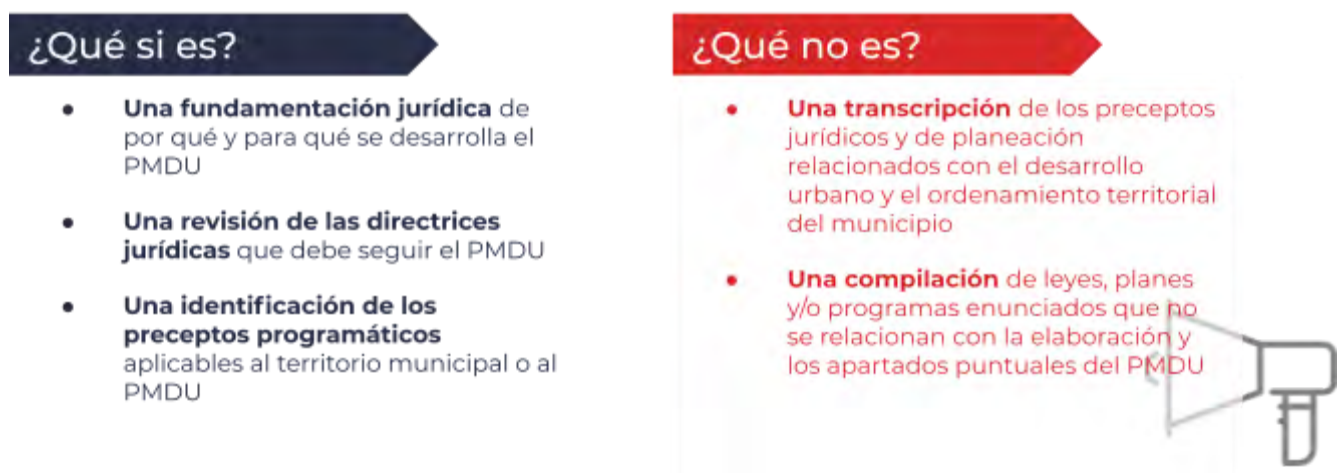 ¿Qué si es?
● Una fundamentación jurídica de
por qué y para qué se desarrolla el
PMDU
● Una revisión de las directrices
jurídicas que debe seguir el PMDU
● Una identificación de los
preceptos programáticos
aplicables al territorio municipal o al
PMDU
¿Qué no es?
● Una transcripción de los preceptos
jurídicos y de planeación
relacionados con el desarrollo
urbano y el ordenamiento territorial
del municipio
● Una compilación de leyes, planes
y/o programas enunciados que no
se relacionan con la elaboración y
los apartados puntuales del PMDU